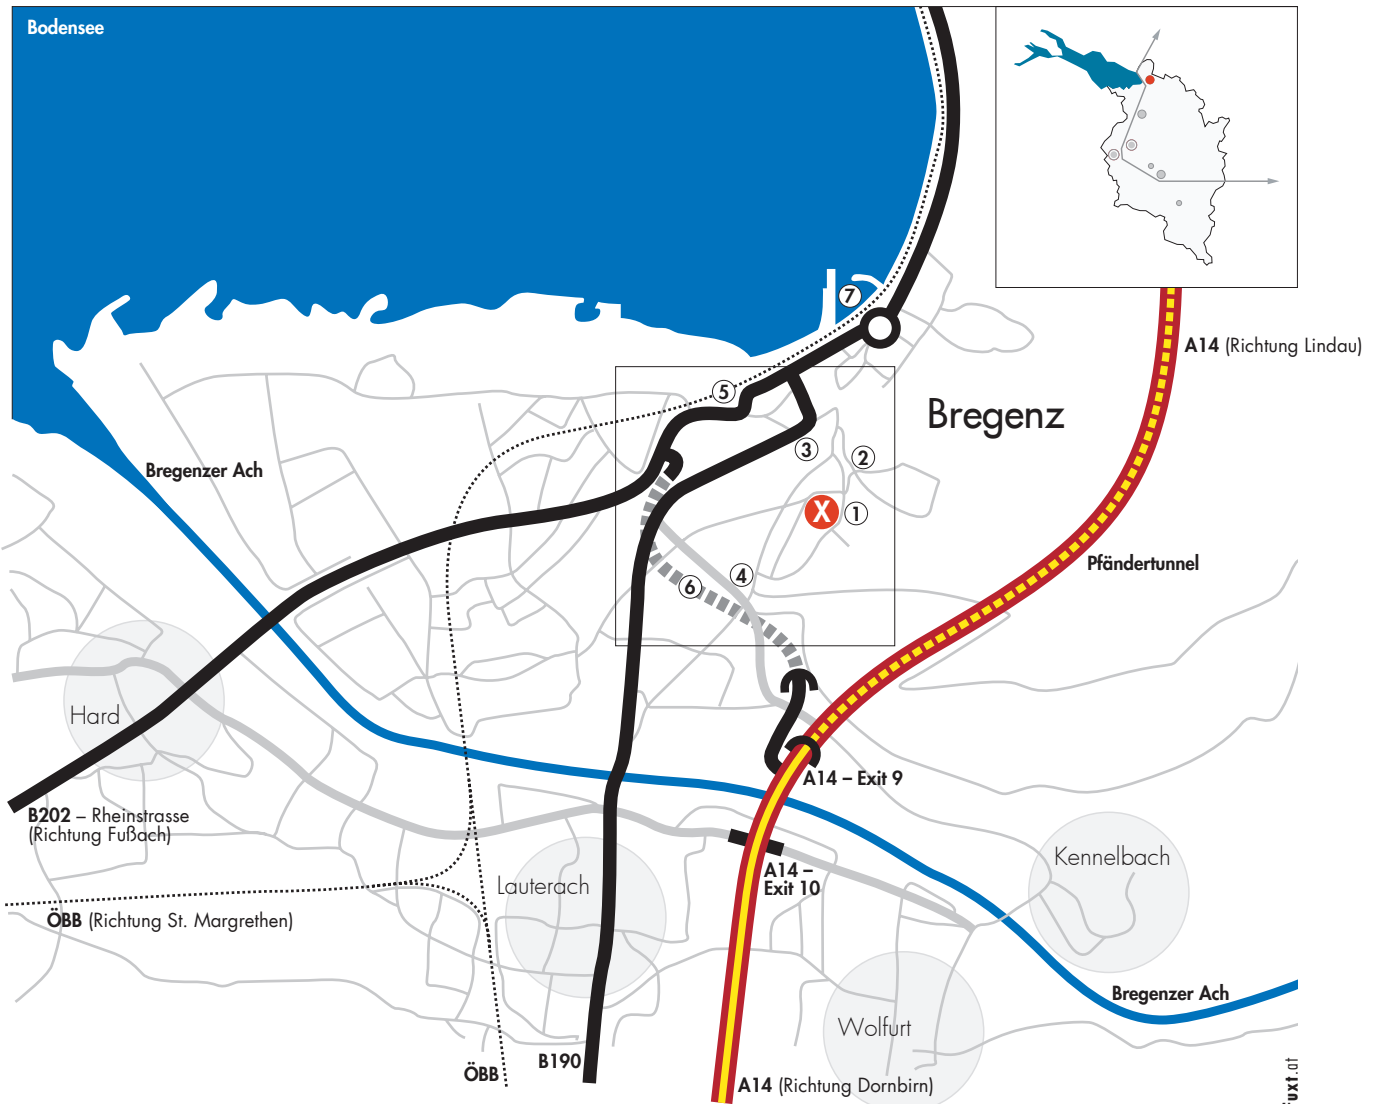 Bodensee
A14 (Richtung Lindau)
7
5
Bregenz
3
2
Bregenzer Ach
X
1
Pfändertunnel
4
6
Hard
A14 – Exit 9
B202 – Rheinstrasse
(Richtung Fußach)
Kennelbach
A14 –
Exit 10
Lauterach
ÖBB (Richtung St. Margrethen)
Bregenzer Ach
Wolfurt
B190
ÖBB
A14 (Richtung Dornbirn)